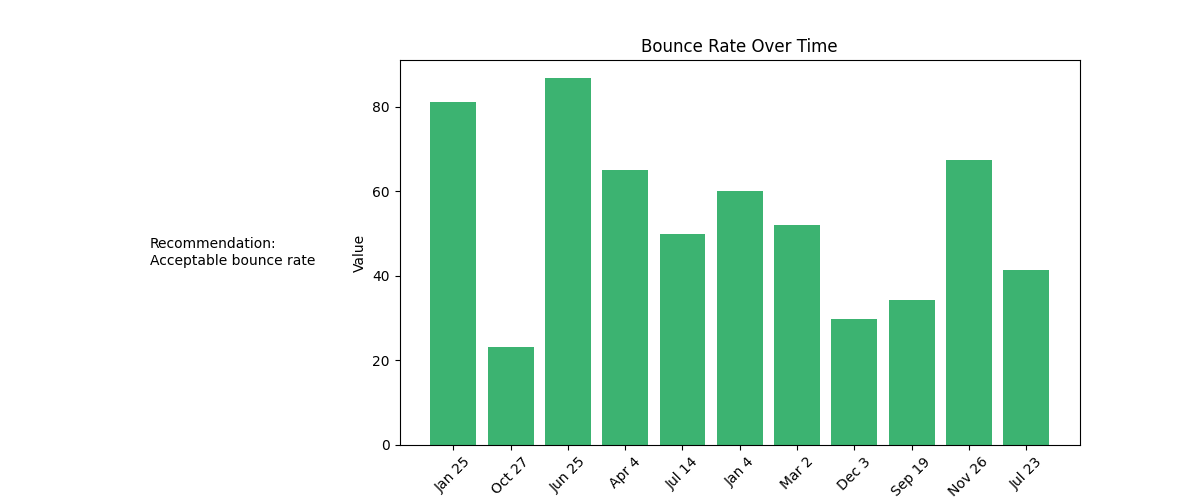 Bounce Rate Over Time
Recommendation:
Acceptable bounce rate
Value
80
60
40
20
0
Jan 25
Oct 27
Jun 25
Apr 4
Jul 14
Jan 4
Mar 2
Dec 3
Sep 19
Nov 26
Jul 23